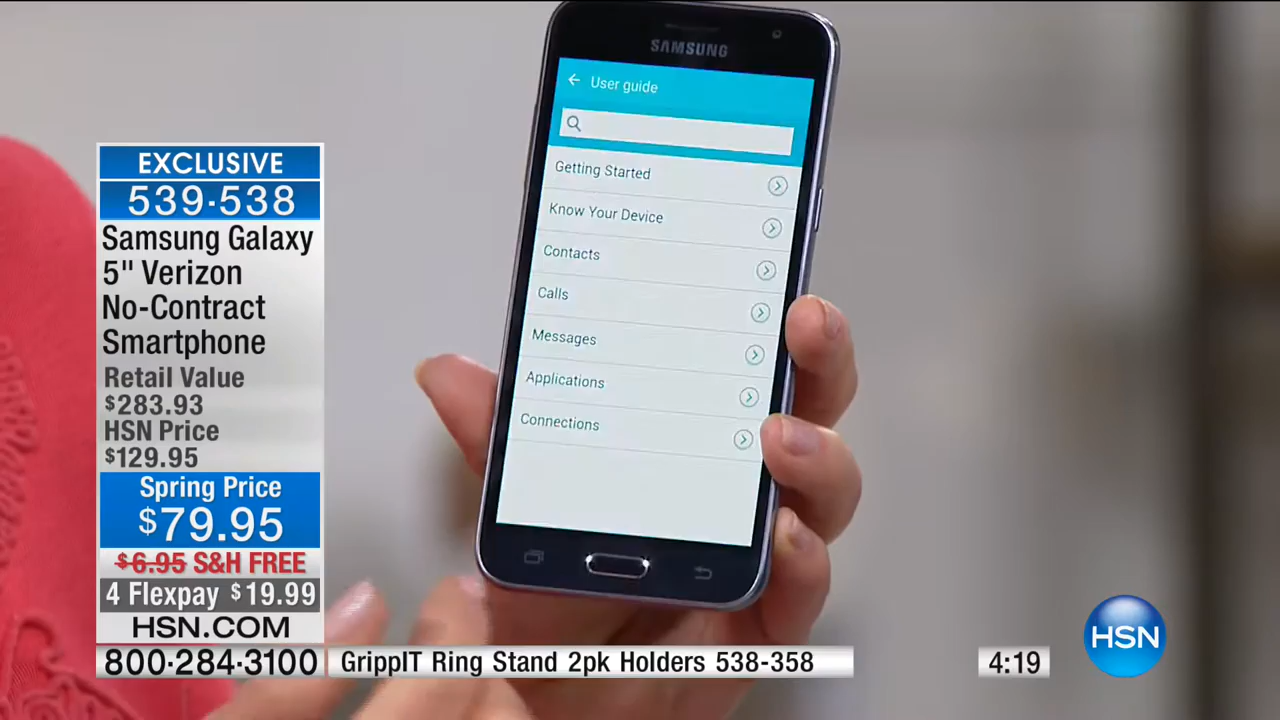 EXCLUSIVE
539-538
Samsung Galaxy
5" Verizon
No-Contract
Smartphone
Retail Value
$283.93
HSN Price
$129.95
Spring Price
$79.95
$6.95 S&H FREE
4 Flexpay $19.99
HSN.COM
800-284-3100
GrippIT Ring Stand 2pk Holders 538-358
4:19
HSN
SAMSUNG
User guide
Getting Started
Know Your Device
Contacts
Calls
Messages
Applications
Connections